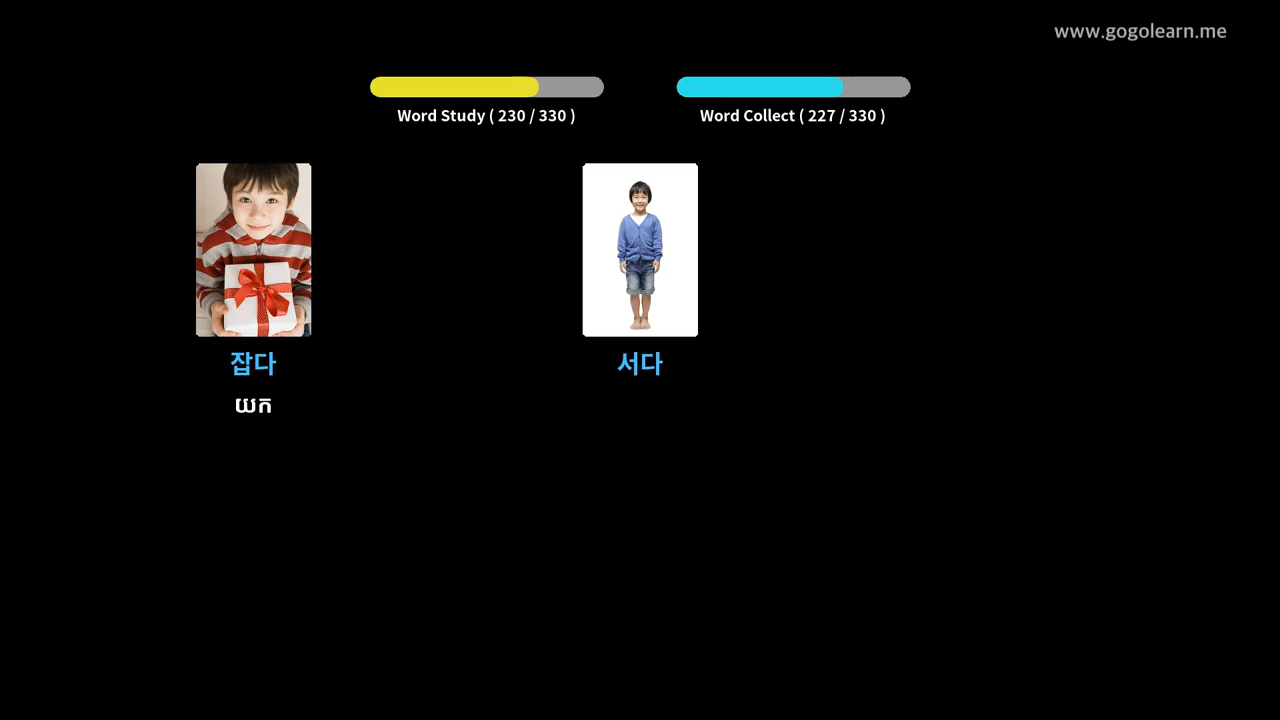 www.gogolearn.me
Word Study ( 230 / 330 )
Word Collect ( 227 / 330 )
잡다
서다
យក